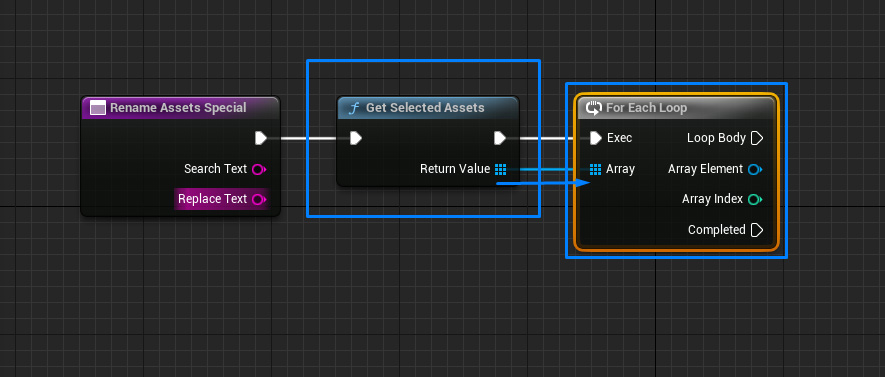 Rename Assets Special
Search Text
Replace Text
Get Selected Assets
Return Value
For Each Loop
Exec
Loop Body
Array
Array Element
Array Index
Completed